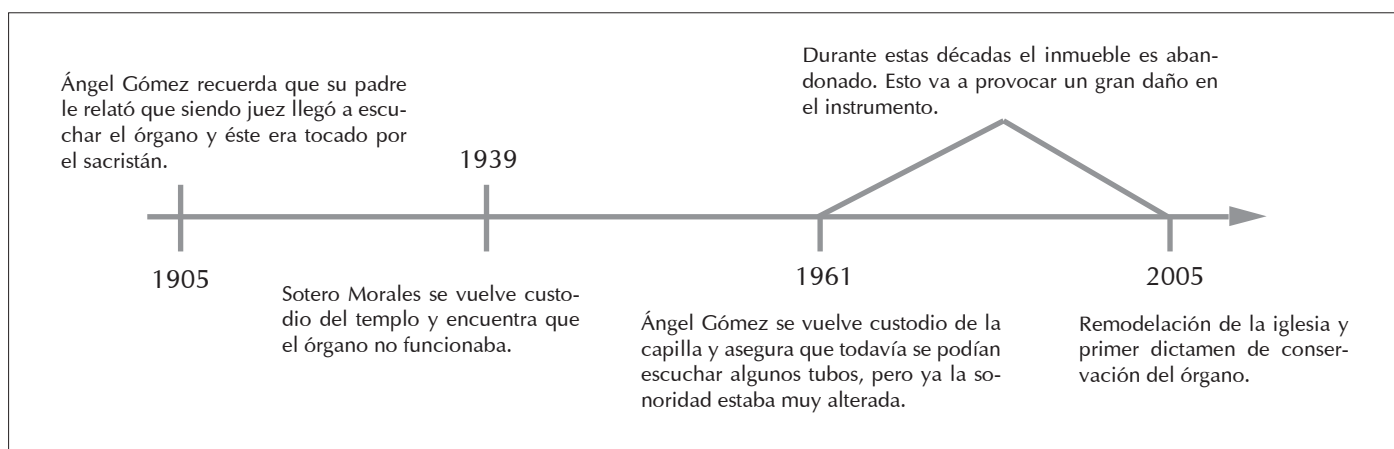 Ángel Gómez recuerda que su padre
le relató que siendo juez llegó a escu-
char el órgano y éste era tocado por
el sacristán.
1905
1939
Sotero Morales se vuelve custo-
dio del templo y encuentra que
el órgano no funcionaba.
Durante estas décadas el inmueble es aban-
donado. Esto va a provocar un gran daño en
el instrumento.
1961
Ángel Gómez se vuelve custodio de la
capilla y asegura que todavía se podían
escuchar algunos tubos, pero ya la so-
noridad estaba muy alterada.
2005
Remodelación de la iglesia y
primer dictamen de conser-
vación del órgano.